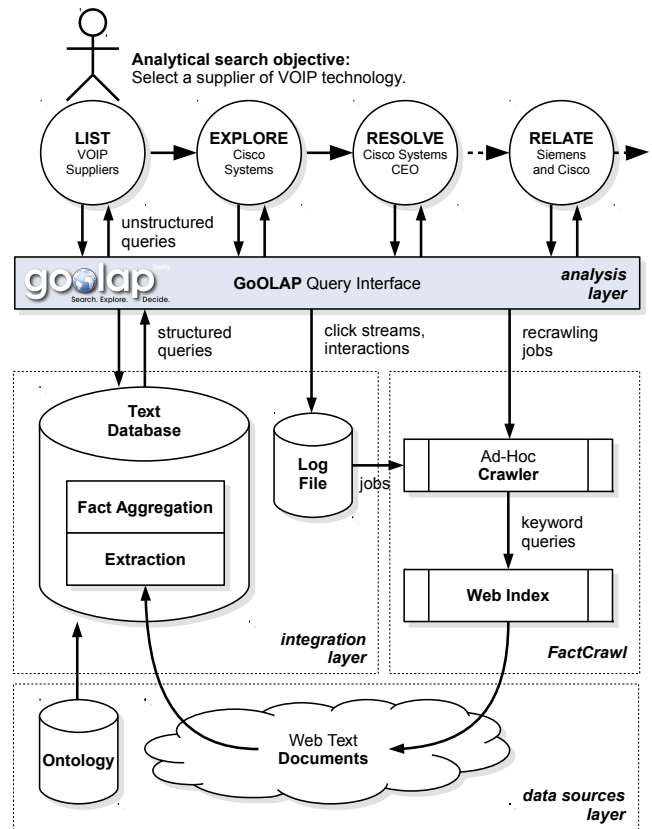 Analytical search objective:
Select a supplier of VOIP technology.
LIST
VOIP
Suppliers
EXPLORE
Cisco
Systems
RESOLVE
Cisco Systems
CEO
RELATE
Siemens
and Cisco
unstructured
queries
goolap
beta
Search. Explore. Decide.
GoOLAP Query Interface
analysis
layer
structured
queries
click streams,
interactions
recrawling
jobs
Text
Database
Fact Aggregation
Extraction
Log
File
jobs
Ad-Hoc
Crawler
keyword
queries
Web Index
integration
layer
FactCrawl
Ontology
Web Text
Documents
data sources
layer